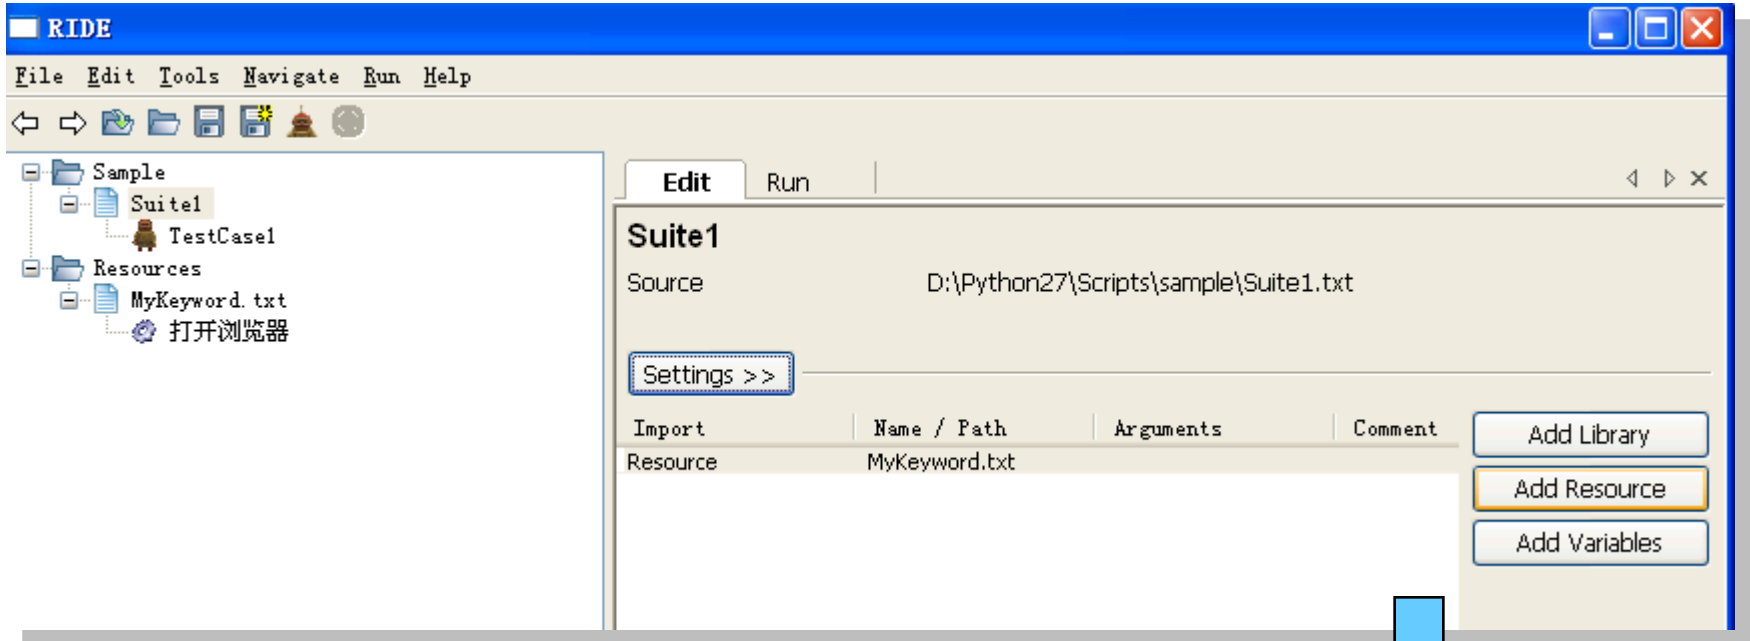 RIDE
File Edit Tools Navigate Run Help
Sample
Suite1
TestCase1
Resources
MyKeyword.txt
打开浏览器
Edit Run
Suite1
Source D:\Python27\Scripts\sample\Suite1.txt
Settings >>
Import Name / Path Arguments Comment
Resource MyKeyword.txt
Add Library
Add Resource
Add Variables